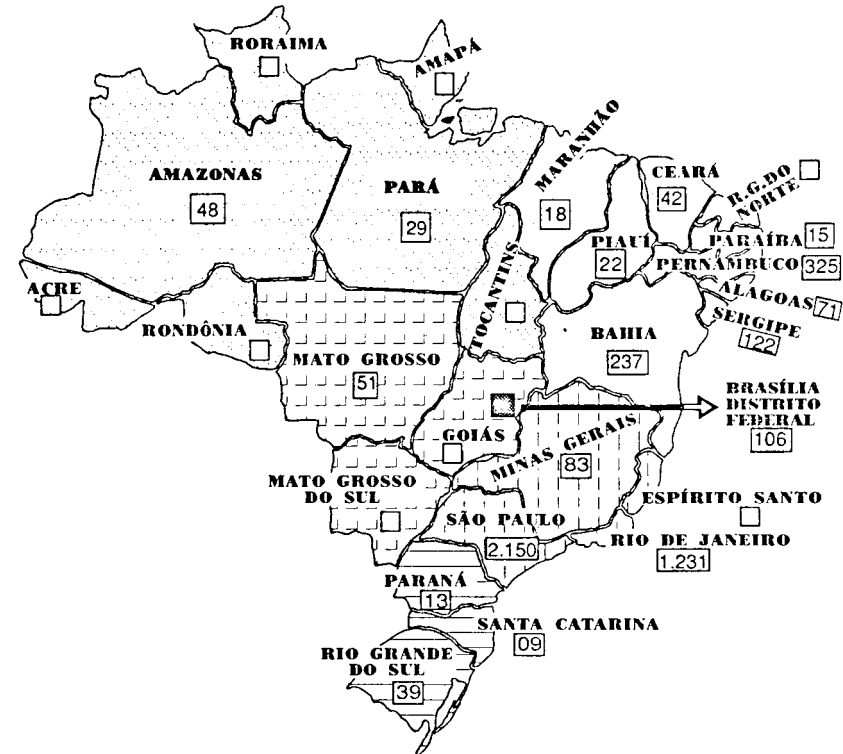 RORAIMA
AMAPÁ
AMAZONAS
48
PARÁ
29
MARANHÃO
18
CEARÁ
42
R.G.DO
NORTE
PIAUÍ
22
PARAÍBA 15
PERNAMBUCO 325
ALAGOAS 71
SERGIPE
122
ACRE
RONDÔNIA
TOCANTINS
MATO GROSSO
51
BAHIA
237
BRASÍLIA
DISTRITO
FEDERAL
106
GOIÁS
MINAS GERAIS
83
MATO GROSSO
DO SUL
ESPÍRITO SANTO
SÃO PAULO
2.150
RIO DE JANEIRO
1.231
PARANÁ
13
SANTA CATARINA
09
RIO GRANDE
DO SUL
39